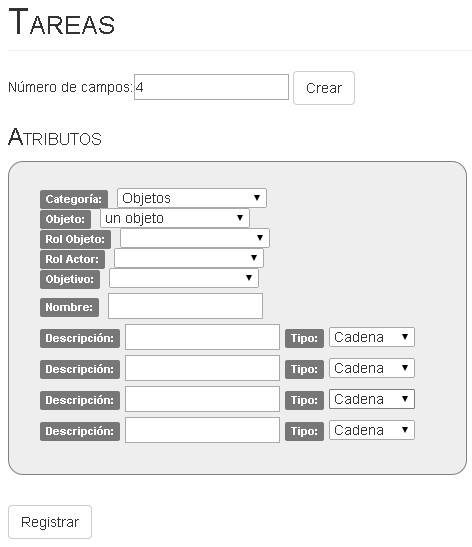 TAREAS
Número de campos: 4 Crear
ATRIBUTOS
Categoría: Objetos
Objeto: un objeto
Rol Objeto:
Rol Actor:
Objetivo:
Nombre:
Descripción: Tipo: Cadena
Descripción: Tipo: Cadena
Descripción: Tipo: Cadena
Descripción: Tipo: Cadena
Registrar